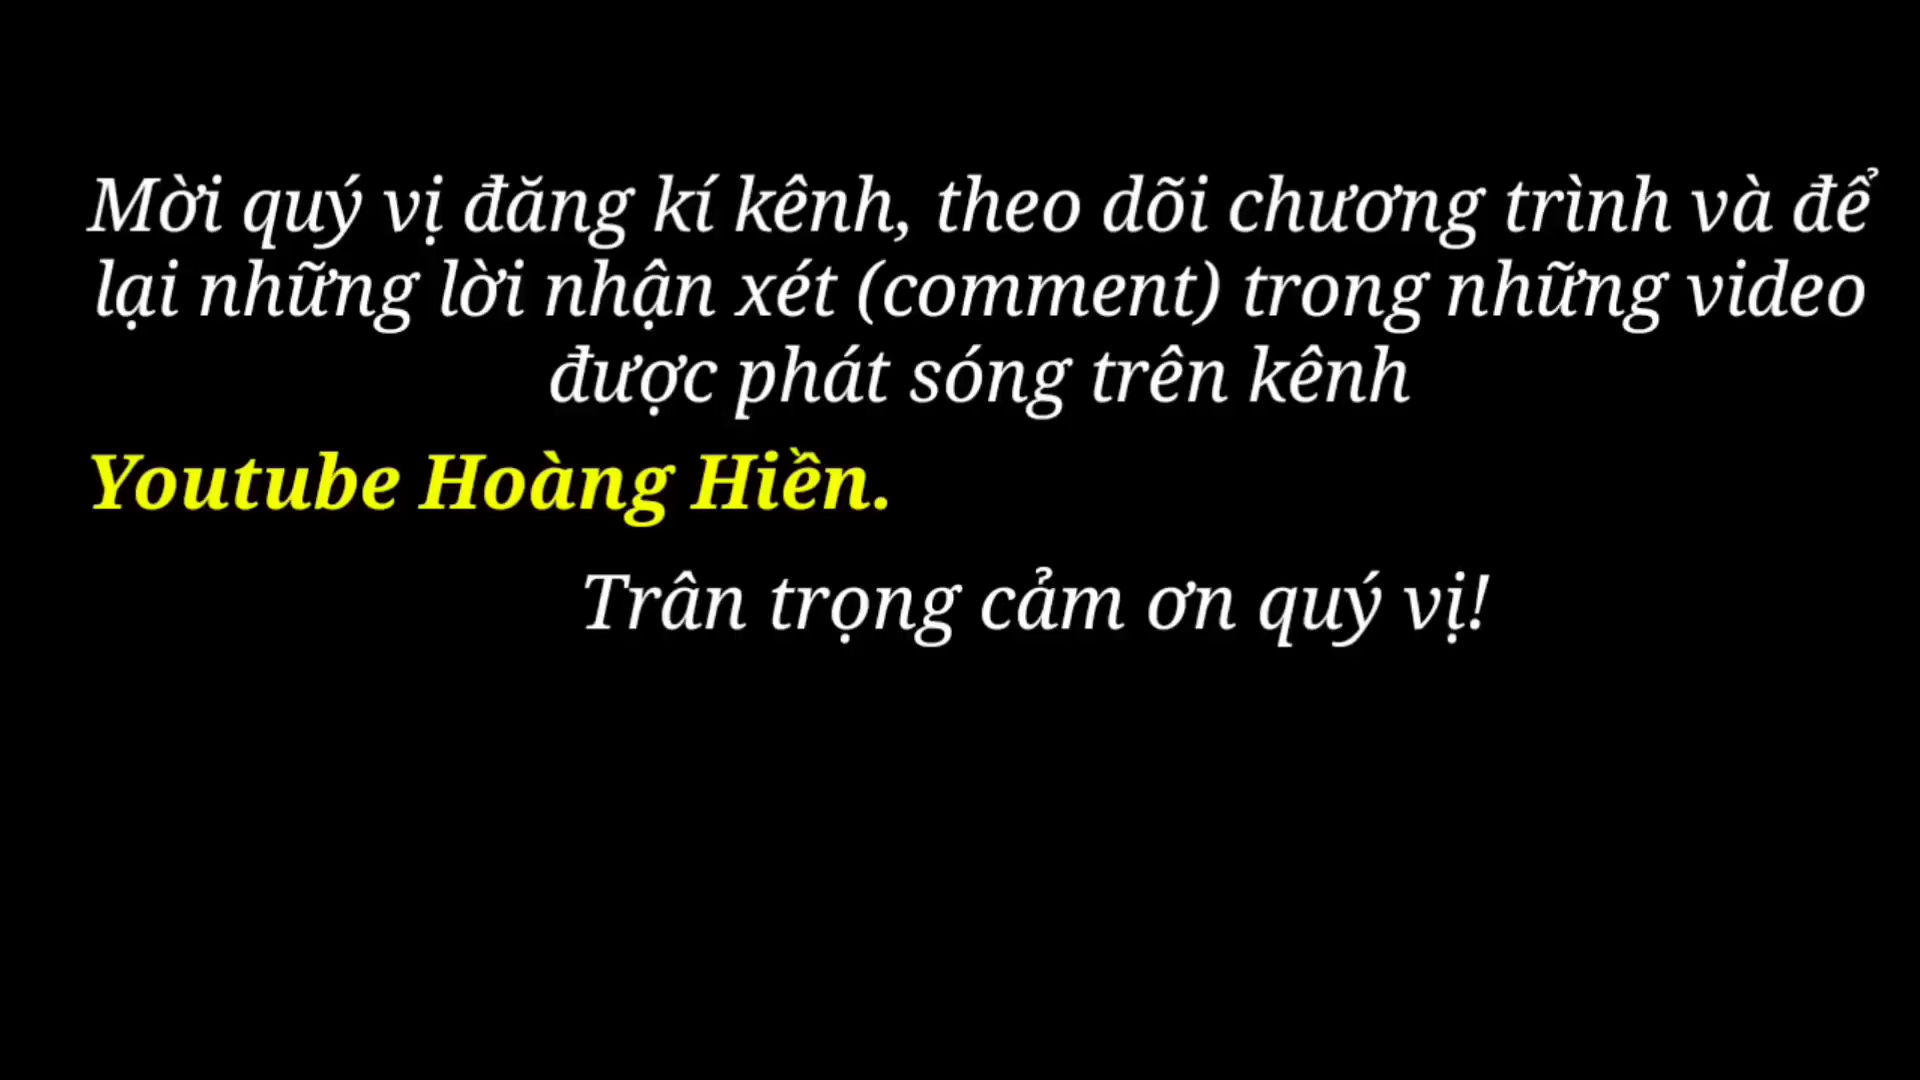 Mời quý vị đăng kí kênh, theo dõi chương trình và để
lại những lời nhận xét (comment) trong những video
được phát sóng trên kênh
Youtube Hoàng Hiền.
Trân trọng cảm ơn quý vị!